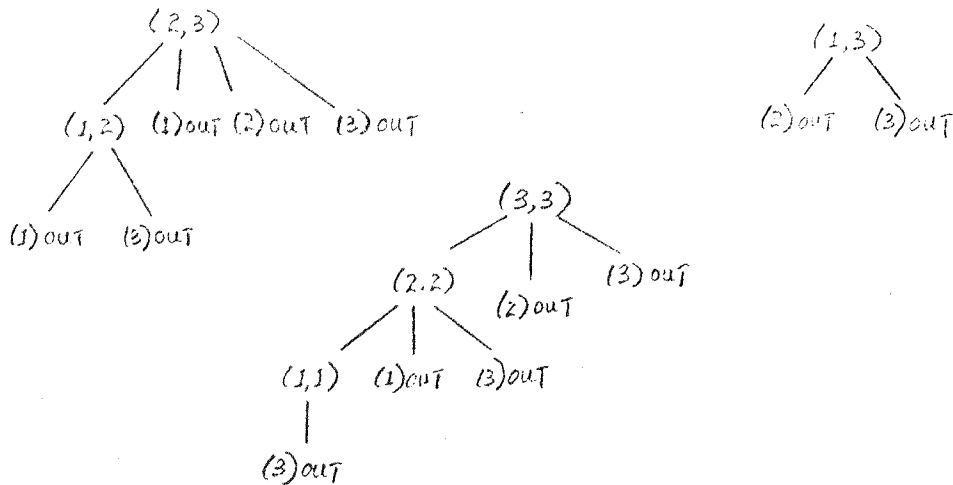 (2,3)
(1,2) (1)OUT (2)OUT (3)OUT
(1)OUT (3)OUT
(1,3)
(2)OUT (3)OUT
(3,3)
(2.2) (2)OUT (3)OUT
(1,1) (1)OUT (3)OUT
(3)OUT